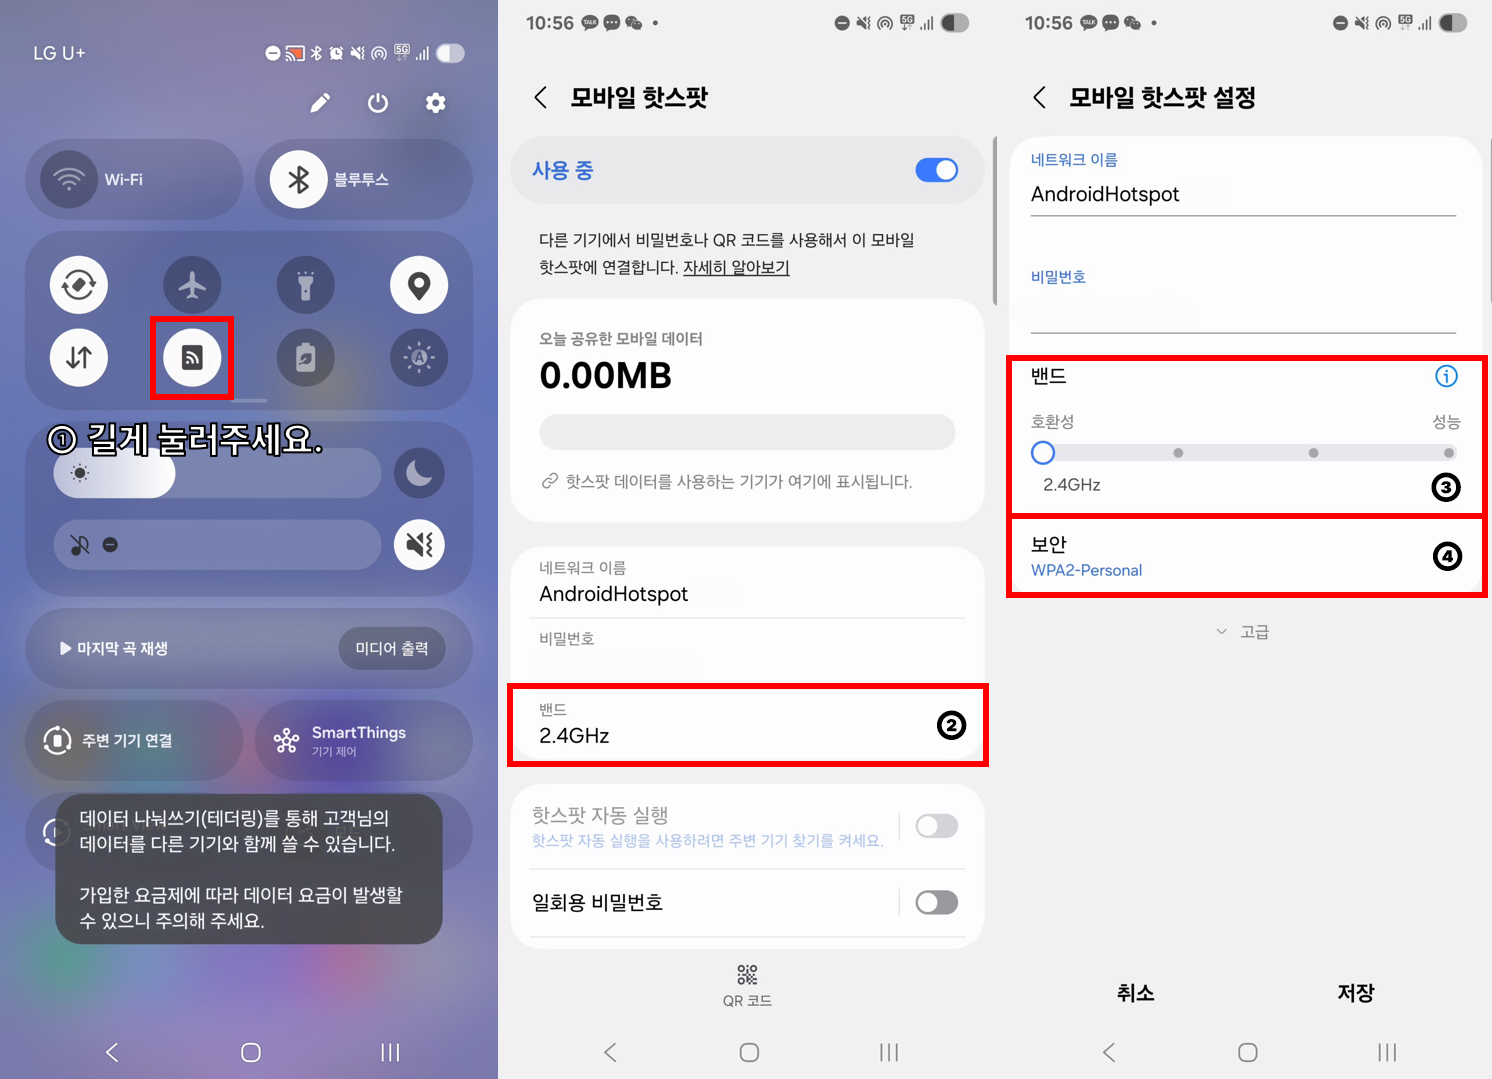 LG U+
5G
Wi-Fi
블루투스
A
① 길게 눌러주세요.
▶ 마지막 곡 재생
미디어 출력
주변 기기 연결
SmartThings
기기 제어
데이터 나눠쓰기(테더링)를 통해 고객님의
데이터를 다른 기기와 함께 쓸 수 있습니다.
가입한 요금제에 따라 데이터 요금이 발생할
수 있으니 주의해 주세요.
10:56
TALK
5G
모바일 핫스팟
사용 중
다른 기기에서 비밀번호나 QR 코드를 사용해서 이 모바일
핫스팟에 연결합니다. 자세히 알아보기
오늘 공유한 모바일 데이터
0.00MB
핫스팟 데이터를 사용하는 기기가 여기에 표시됩니다.
네트워크 이름
AndroidHotspot
비밀번호
밴드
2.4GHz
②
핫스팟 자동 실행
핫스팟 자동 실행을 사용하려면 주변 기기 찾기를 켜세요.
일회용 비밀번호
QR 코드
10:56
TALK
5G
모바일 핫스팟 설정
네트워크 이름
AndroidHotspot
비밀번호
밴드
호환성 성능
2.4GHz
③
보안
WPA2-Personal
④
고급
취소 저장